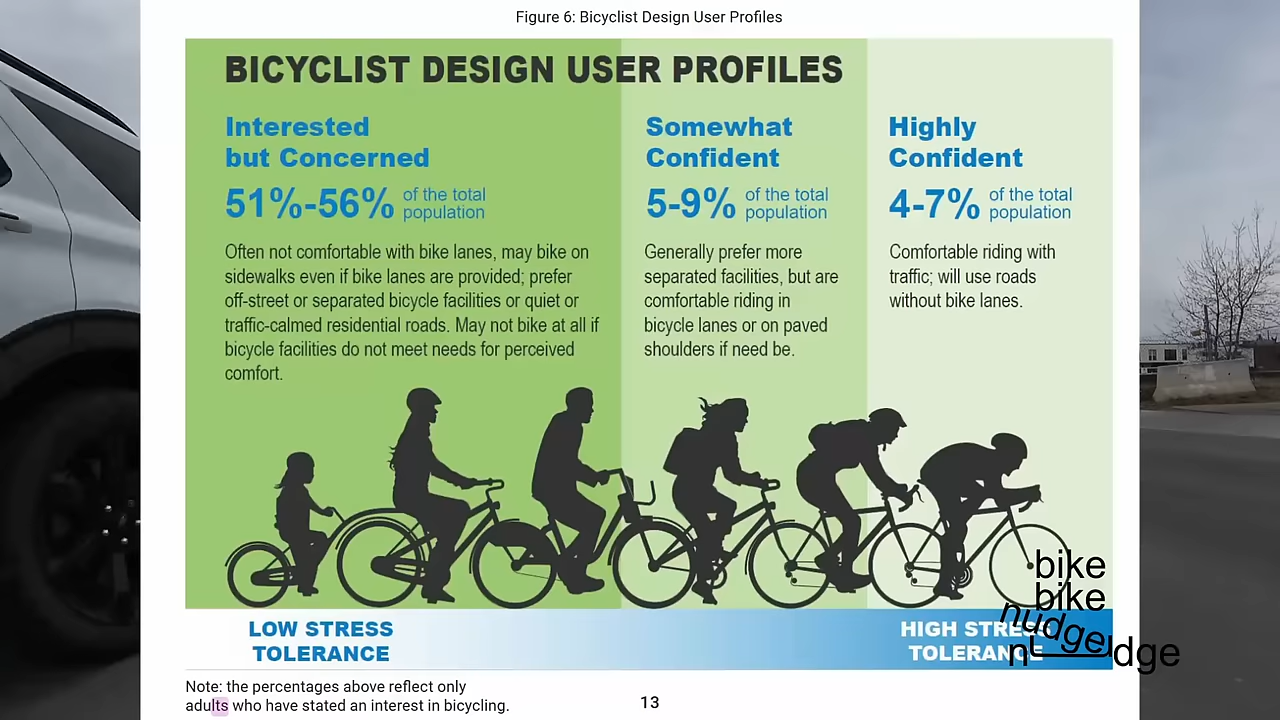 Figure 6: Bicyclist Design User Profiles
BICYCLIST DESIGN USER PROFILES
Interested
but Concerned
51%-56% of the total
population
Often not comfortable with bike lanes, may bike on
sidewalks even if bike lanes are provided; prefer
off-street or separated bicycle facilities or quiet or
traffic-calmed residential roads. May not bike at all if
bicycle facilities do not meet needs for perceived
comfort.
Somewhat
Confident
5-9% of the total
population
Generally prefer more
separated facilities, but are
comfortable riding in
bicycle lanes or on paved
shoulders if need be.
Highly
Confident
4-7% of the total
population
Comfortable riding with
traffic; will use roads
without bike lanes.
LOW STRESS
TOLERANCE
HIGH STRESS
TOLERANCE
bike
bike
nudge
Note: the percentages above reflect only
adults who have stated an interest in bicycling.
13